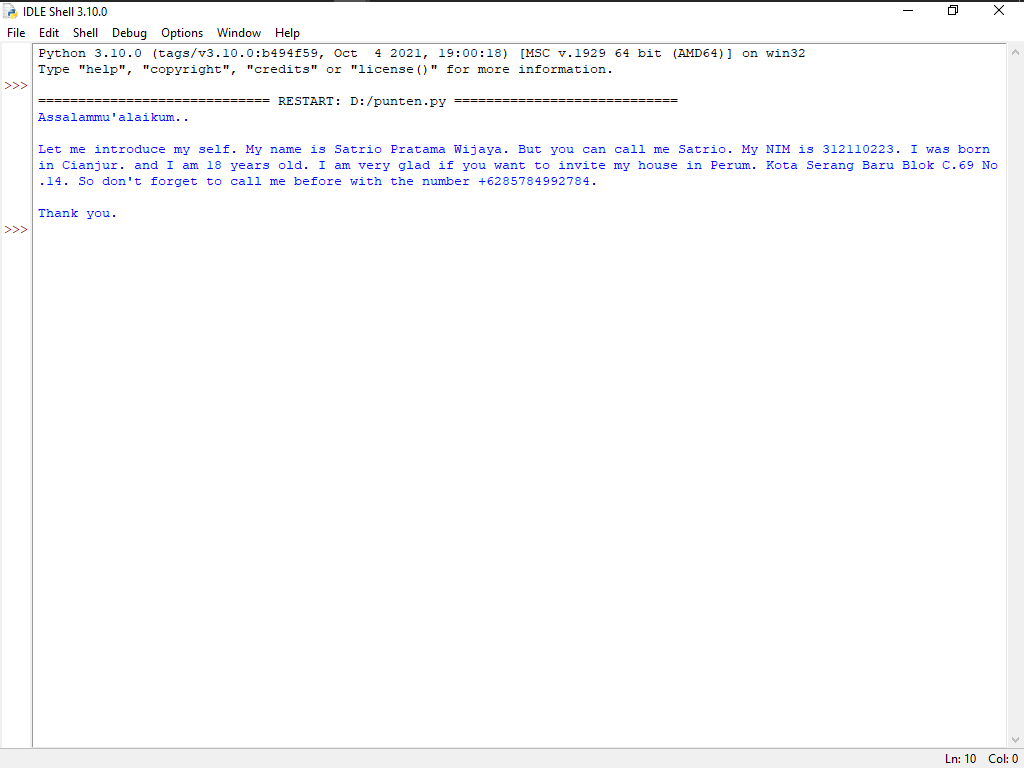 IDLE Shell 3.10.0
File Edit Shell Debug Options Window Help
Python 3.10.0 (tags/v3.10.0:b494f59, Oct  4 2021, 19:00:18) [MSC v.1929 64 bit (AMD64)] on win32
Type "help", "copyright", "credits" or "license()" for more information.
>>>
============================= RESTART: D:/punten.py ============================
Assalammu'alaikum..
Let me introduce my self. My name is Satrio Pratama Wijaya. But you can call me Satrio. My NIM is 312110223. I was born
in Cianjur. and I am 18 years old. I am very glad if you want to invite my house in Perum. Kota Serang Baru Blok C.69 No
.14. So don't forget to call me before with the number +6285784992784.
Thank you.
>>>
Ln: 10 Col: 0